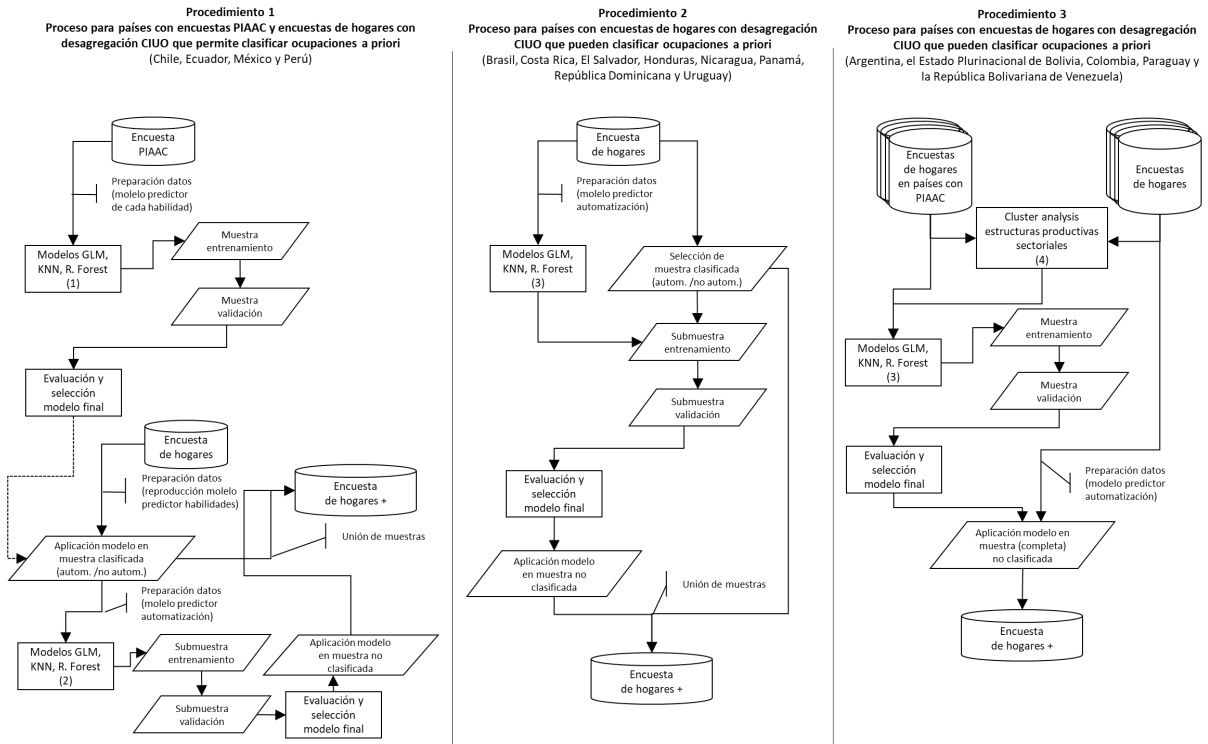 Procedimiento 1
Proceso para países con encuestas PIAAC y encuestas de hogares con
desagregación CIUO que permite clasificar ocupaciones a priori
(Chile, Ecuador, México y Perú)
Encuesta
PIAAC
Preparación datos
(molelo predictor
de cada habilidad)
Modelos GLM,
KNN, R. Forest
(1)
Muestra
entrenamiento
Muestra
validación
Evaluación y
selección
modelo final
Encuesta
de hogares
Preparación datos
(reproducción molelo
predictor habilidades)
Encuesta
de hogares +
Unión de muestras
Aplicación modelo en
muestra clasificada
(autom. /no autom.)
Preparación datos
(molelo predictor
automatización)
Modelos GLM,
KNN, R. Forest
(2)
Submuestra
entrenamiento
Submuestra
validación
Aplicación modelo
en muestra no
clasificada
Evaluación y
selección
modelo final
Procedimiento 2
Proceso para países con encuestas de hogares con desagregación
CIUO que pueden clasificar ocupaciones a priori
(Brasil, Costa Rica, El Salvador, Honduras, Nicaragua, Panamá,
República Dominicana y Uruguay)
Encuesta
de hogares
Preparación datos
(molelo predictor
automatización)
Modelos GLM,
KNN, R. Forest
(3)
Selección de
muestra clasificada
(autom. /no autom.)
Submuestra
entrenamiento
Submuestra
validación
Evaluación y
selección
modelo final
Aplicación modelo
en muestra no
clasificada
Unión de muestras
Encuesta
de hogares +
Procedimiento 3
Proceso para países con encuestas de hogares con desagregación
CIUO que pueden clasificar ocupaciones a priori
(Argentina, el Estado Plurinacional de Bolivia, Colombia, Paraguay y
la República Bolivariana de Venezuela)
Encuestas
de hogares
en países con
PIAAC
Encuestas
de hogares
Cluster analysis
estructuras productivas
sectoriales
(4)
Modelos GLM,
KNN, R. Forest
(3)
Muestra
entrenamiento
Muestra
validación
Evaluación y
selección
modelo final
Preparación datos
(modelo predictor
automatización)
Aplicación modelo en
muestra (completa)
no clasificada
Encuesta
de hogares +